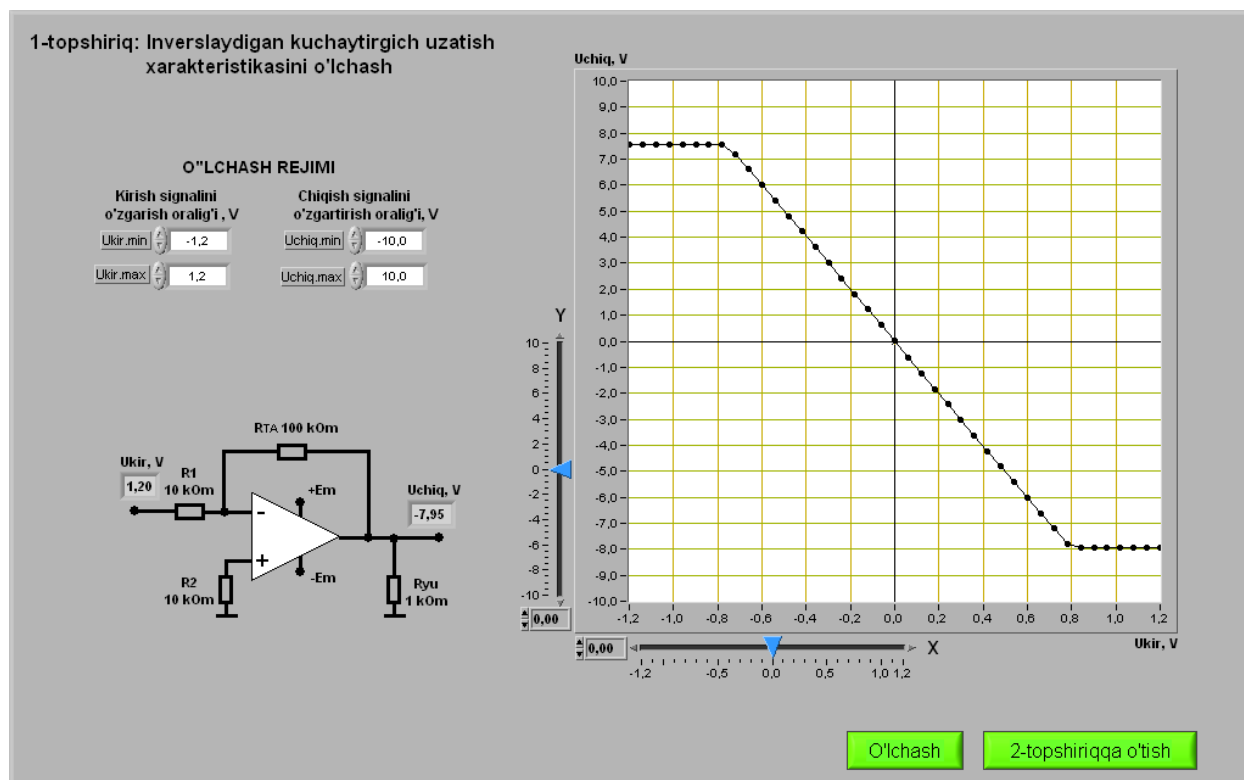 1-topshiriq: Inverslaydigan kuchaytirgich uzatish
xarakteristikasini o'lchash
O"LCHASH REJIMI
Kirish signalini
o'zgarish oralig'i , V
Ukir.min -1,2
Ukir.max 1,2
Chiqish signalini
o'zgartirish oralig'i, V
Uchiq.min -10,0
Uchiq.max 10,0
RTA 100 kOm
Ukir, V
1,20
R1
10 kOm
+Em
-
+
-Em
R2
10 kOm
Uchiq, V
-7,95
Ryu
1 kOm
Y
10
8
6
4
2
0
-2
-4
-6
-8
-10
0,00
Uchiq, V
10,0
9,0
8,0
7,0
6,0
5,0
4,0
3,0
2,0
1,0
0,0
-1,0
-2,0
-3,0
-4,0
-5,0
-6,0
-7,0
-8,0
-9,0
-10,0
-1,2 -1,0 -0,8 -0,6 -0,4 -0,2 0,0 0,2 0,4 0,6 0,8 1,0 1,2
Ukir, V
0,00
X
-1,2 -0,5 0,0 0,5 1,0 1,2
O'lchash
2-topshiriqqa o'tish